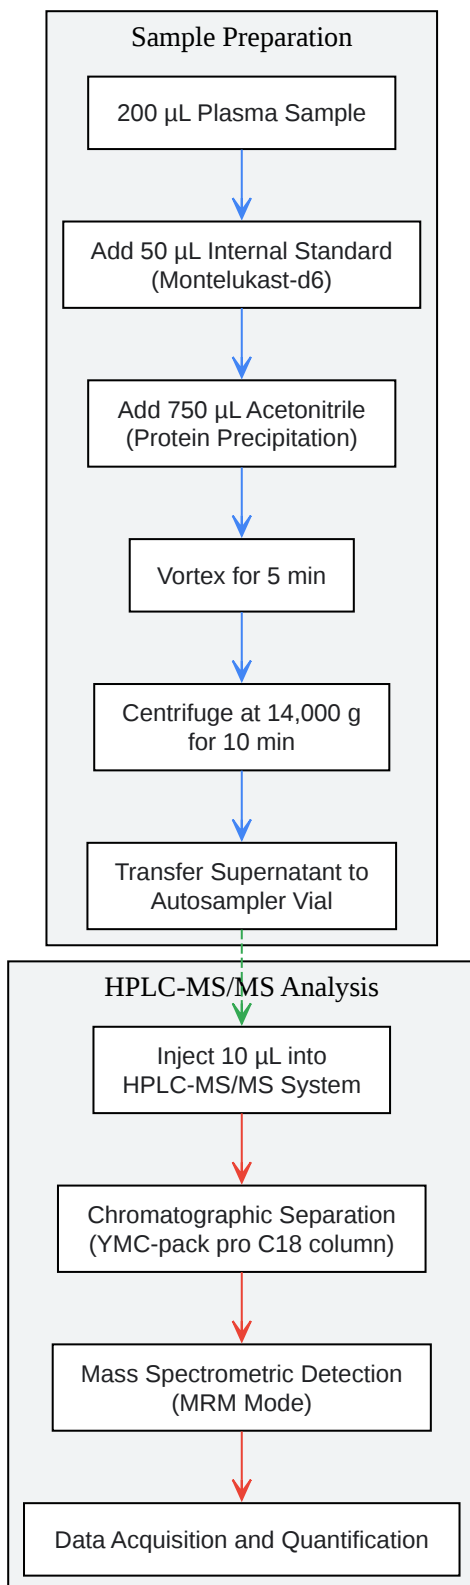 Sample Preparation
200 µL Plasma Sample
Add 50 µL Internal Standard
(Montelukast-d6)
Add 750 µL Acetonitrile
(Protein Precipitation)
Vortex for 5 min
Centrifuge at 14,000 g
for 10 min
Transfer Supernatant to
Autosampler Vial
HPLC-MS/MS Analysis
Inject 10 µL into
HPLC-MS/MS System
Chromatographic Separation
(YMC-pack pro C18 column)
Mass Spectrometric Detection
(MRM Mode)
Data Acquisition and Quantification